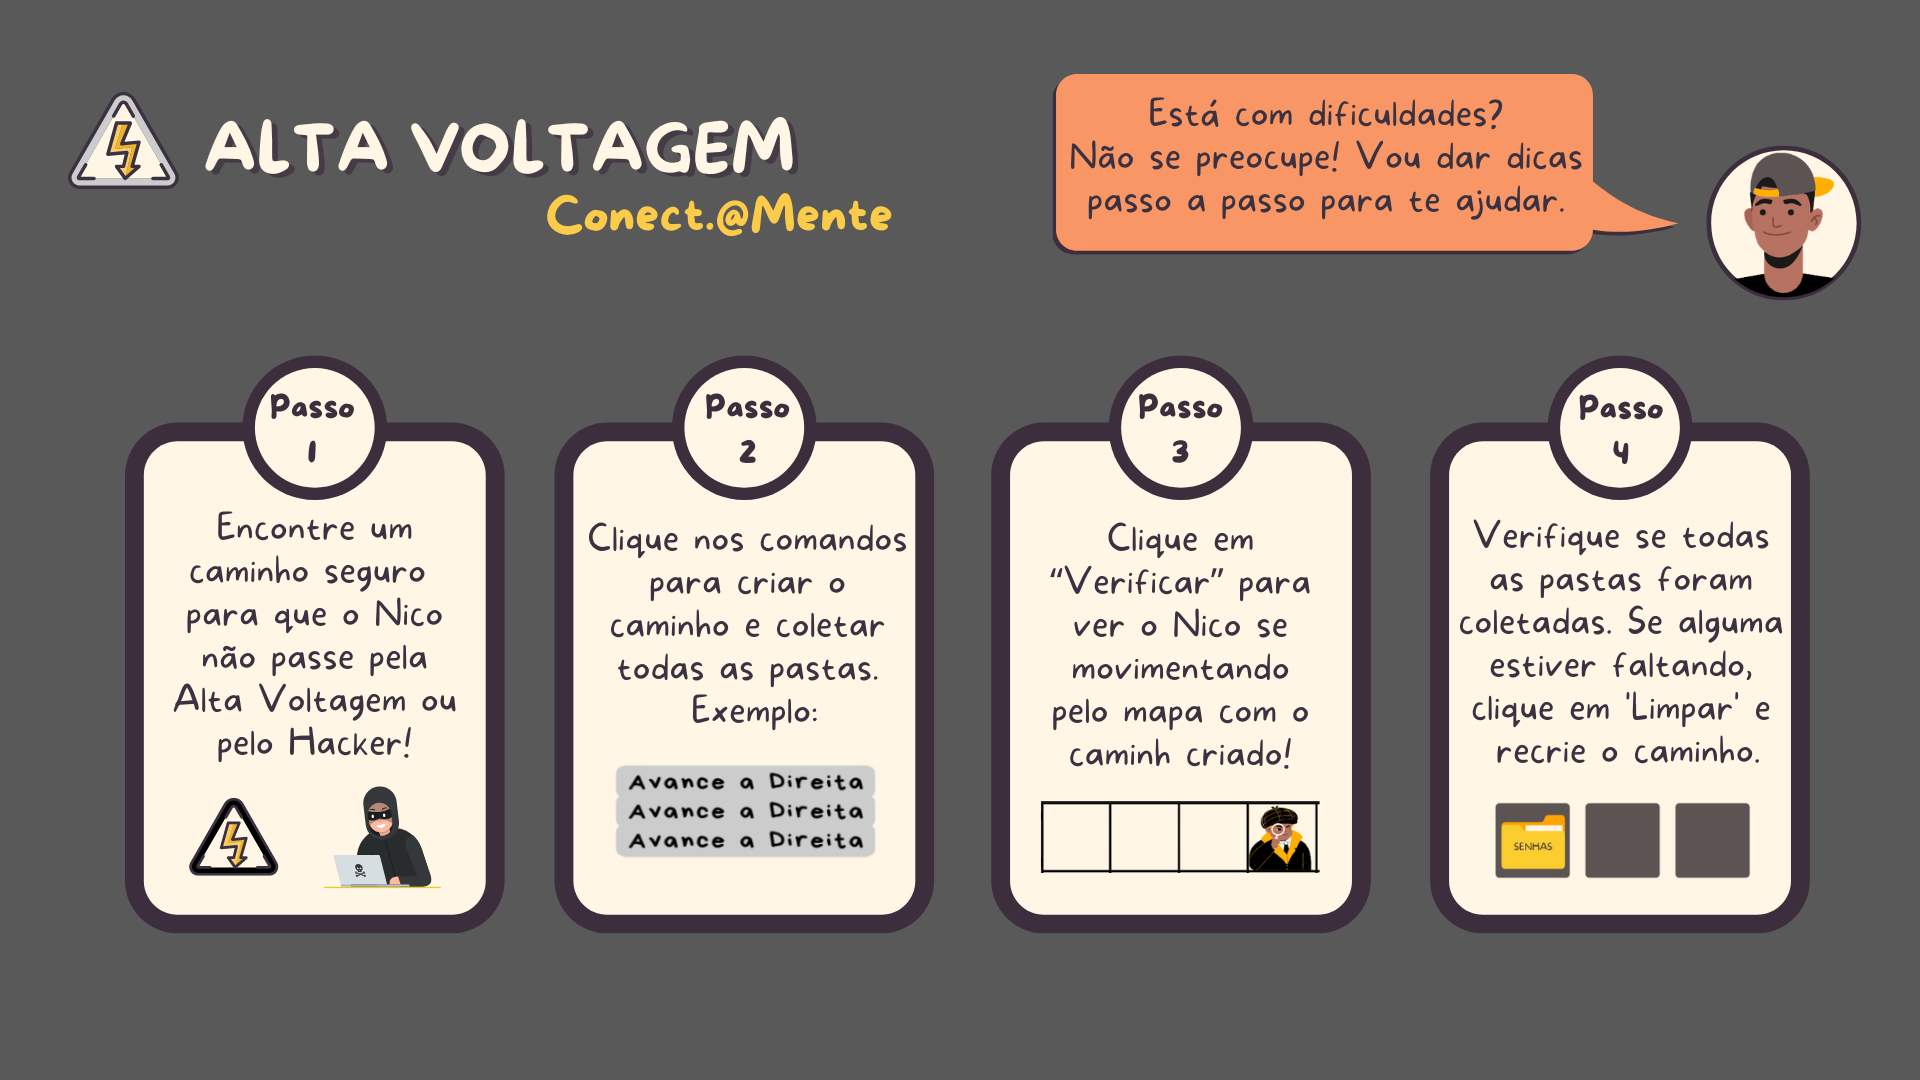 ALTA VOLTAGEM
Conect.@Mente
Está com dificuldades?
Não se preocupe! Vou dar dicas
passo a passo para te ajudar.
Passo
1
Encontre um
caminho seguro
para que o Nico
não passe pela
Alta Voltagem ou
pelo Hacker!
Passo
2
Clique nos comandos
para criar o
caminho e coletar
todas as pastas.
Exemplo:
Avance a Direita
Avance a Direita
Avance a Direita
Passo
3
Clique em
“Verificar” para
ver o Nico se
movimentando
pelo mapa com o
caminh criado!
Passo
4
Verifique se todas
as pastas foram
coletadas. Se alguma
estiver faltando,
clique em 'Limpar' e
recrie o caminho.
SENHAS